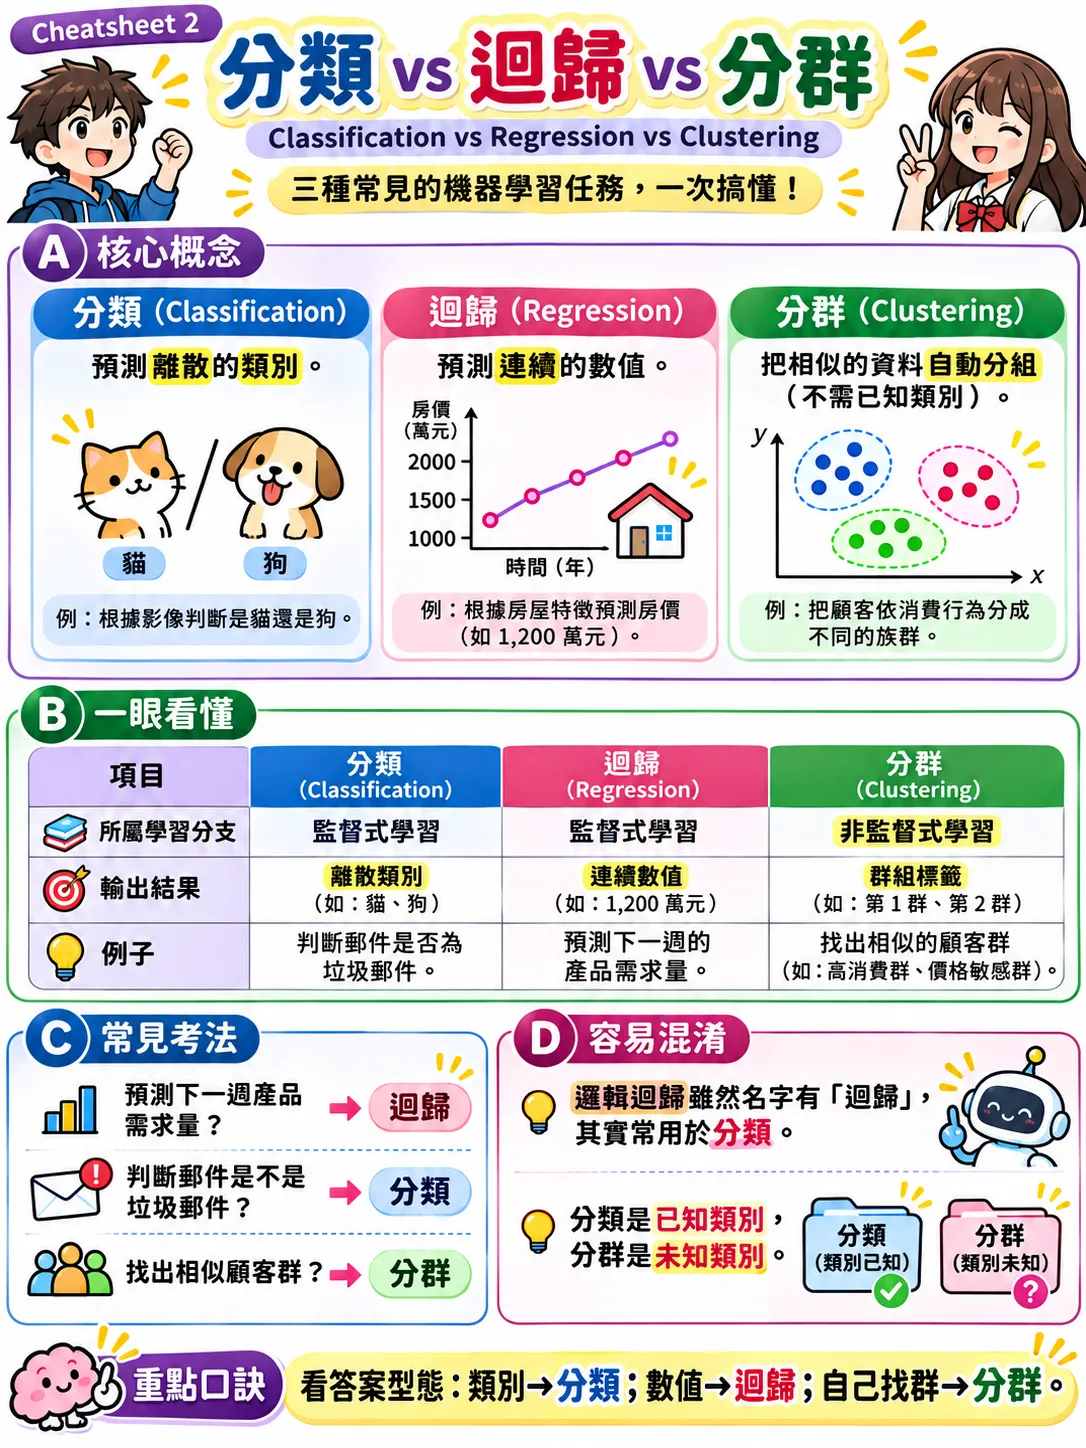 Cheatsheet 2
分類 vs 迴歸 vs 分群
Classification vs Regression vs Clustering
三種常見的機器學習任務，一次搞懂！
A 核心概念
分類（Classification）
預測離散的類別。
貓
狗
例：根據影像判斷是貓還是狗。
迴歸（Regression）
預測連續的數值。
房價
（萬元）
2000
1500
1000
時間（年）
例：根據房屋特徵預測房價
（如 1,200 萬元）。
分群（Clustering）
把相似的資料自動分組
（不需已知類別）。
y
x
例：把顧客依消費行為分成
不同的族群。
B 一眼看懂
項目
分類
（Classification）
迴歸
（Regression）
分群
（Clustering）
所屬學習分支
監督式學習
監督式學習
非監督式學習
輸出結果
離散類別
（如：貓、狗）
連續數值
（如：1,200 萬元）
群組標籤
（如：第 1 群、第 2 群）
例子
判斷郵件是否為
垃圾郵件。
預測下一週的
產品需求量。
找出相似的顧客群
（如：高消費群、價格敏感群）。
C 常見考法
預測下一週產品
需求量？
迴歸
判斷郵件是不是
垃圾郵件？
分類
找出相似顧客群？
分群
D 容易混淆
邏輯迴歸雖然名字有「迴歸」，
其實常用於分類。
分類是已知類別，
分群是未知類別。
分類
（類別已知）
分群
（類別未知）
?
重點口訣
看答案型態：類別→分類；數值→迴歸；自己找群→分群。